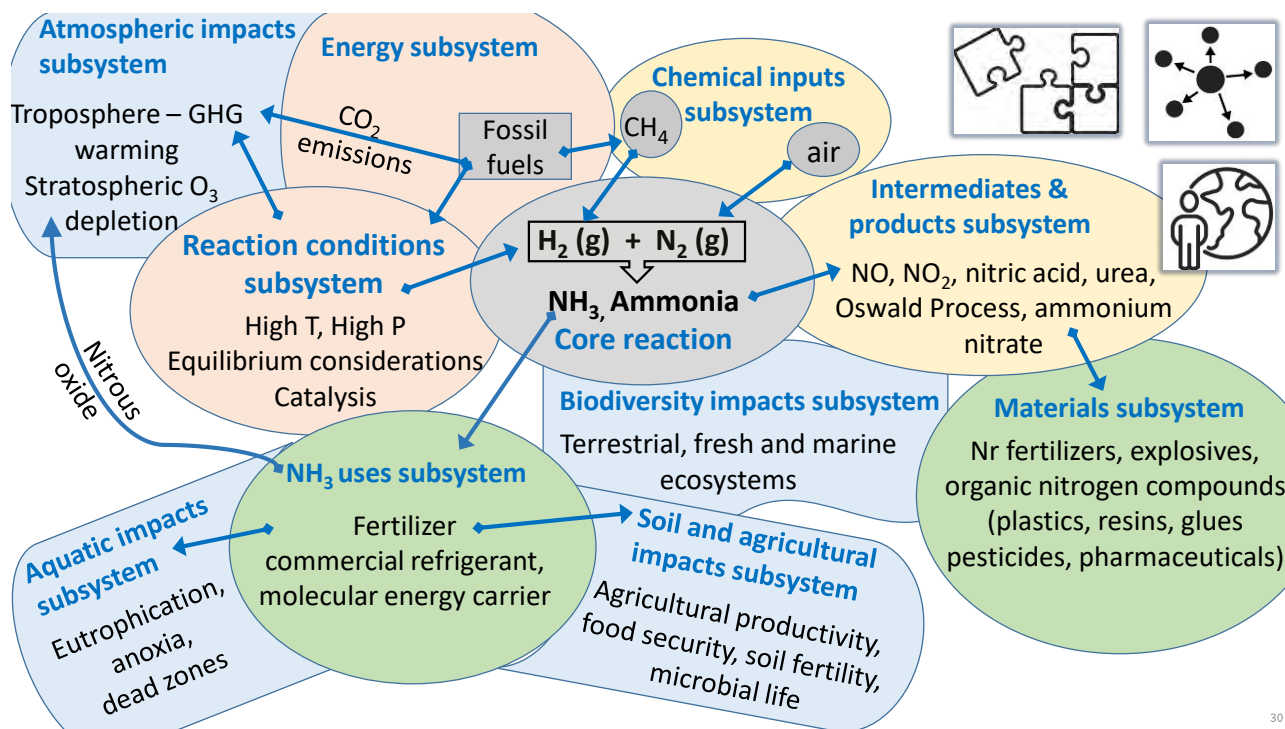 Atmospheric impacts
subsystem
Troposphere – GHG
warming
Stratospheric O₃
depletion
Energy subsystem
CO₂
emissions
Fossil
fuels
Chemical inputs
subsystem
CH₄
air
Reaction conditions
subsystem
High T, High P
Equilibrium considerations
Catalysis
H₂ (g) + N₂ (g)
NH₃, Ammonia
Core reaction
Intermediates &
products subsystem
NO, NO₂, nitric acid, urea,
Oswald Process, ammonium
nitrate
Nitrous
oxide
Biodiversity impacts subsystem
Terrestrial, fresh and marine
ecosystems
Materials subsystem
Nr fertilizers, explosives,
organic nitrogen compounds
(plastics, resins, glues
pesticides, pharmaceuticals)
NH₃ uses subsystem
Fertilizer
commercial refrigerant,
molecular energy carrier
Aquatic impacts
subsystem
Eutrophication,
anoxia,
dead zones
Soil and agricultural
impacts subsystem
Agricultural productivity,
food security, soil fertility,
microbial life
30